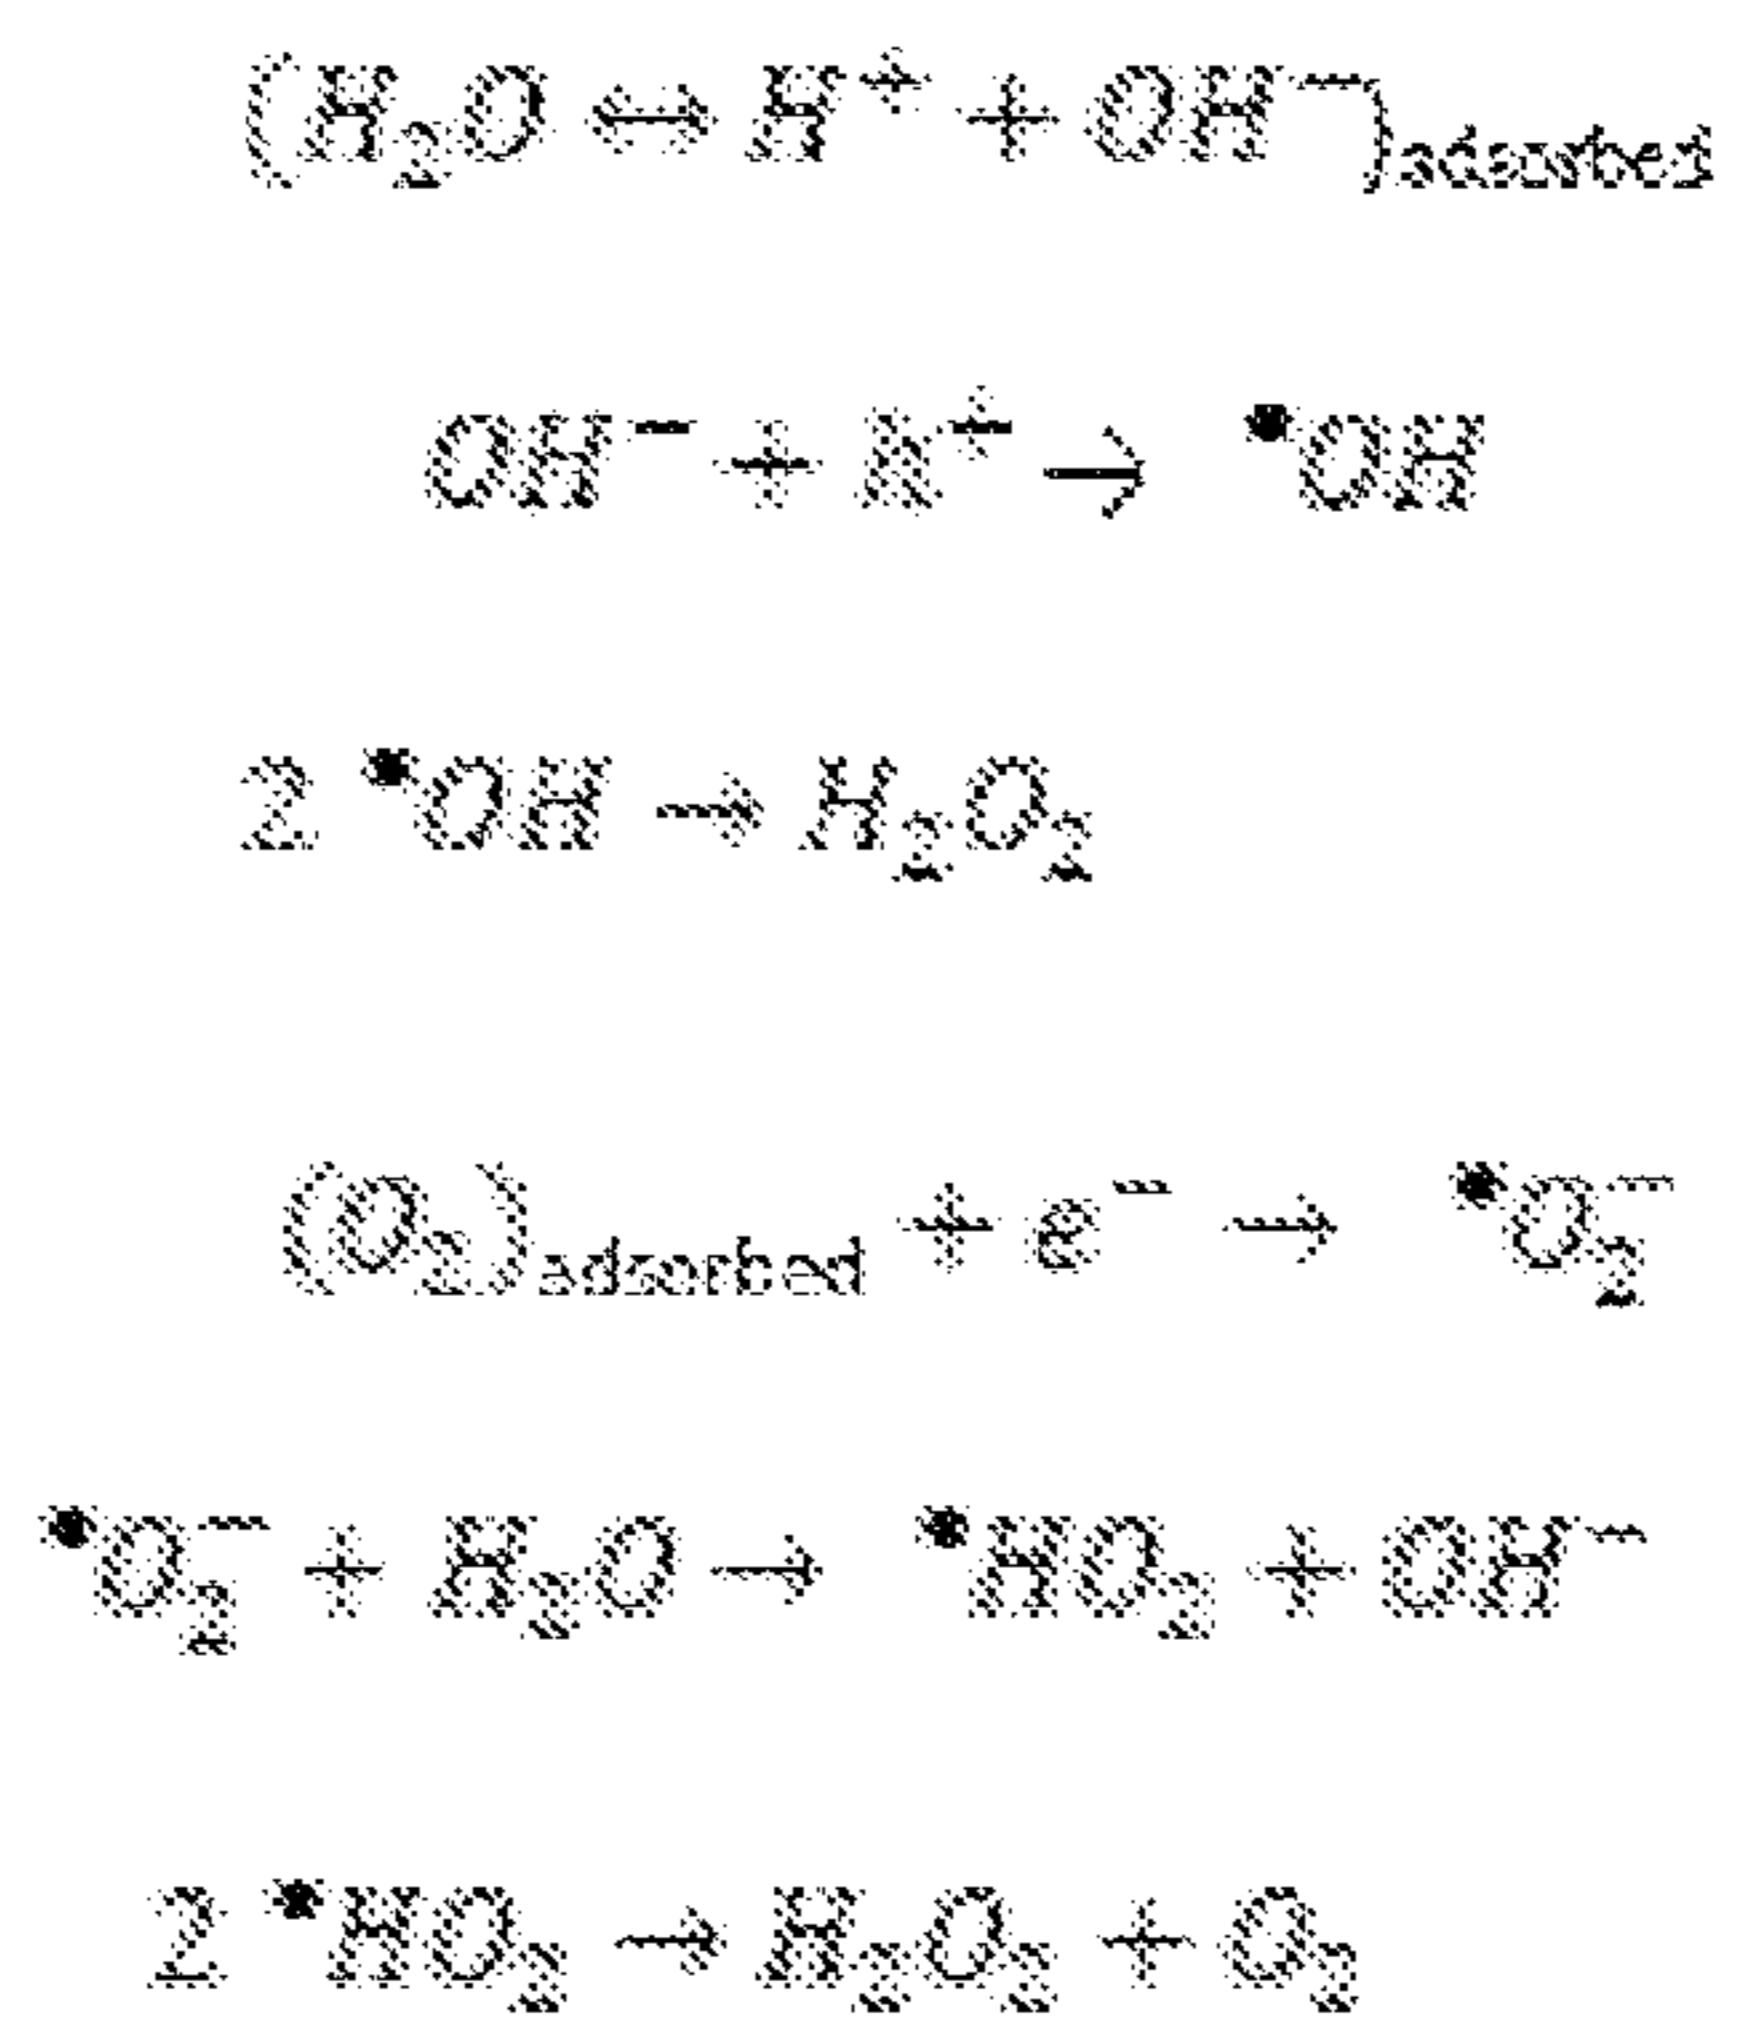 (H₂O ↔ H⁺ + OH⁻)adsorbed
OH⁻ + h⁺ → •OH
2 •OH → H₂O₂
(O₂)adsorbed + e⁻ → •O₂⁻
•O₂⁻ + H₂O → •HO₂ + OH⁻
2 •HO₂ → H₂O₂ + O₂